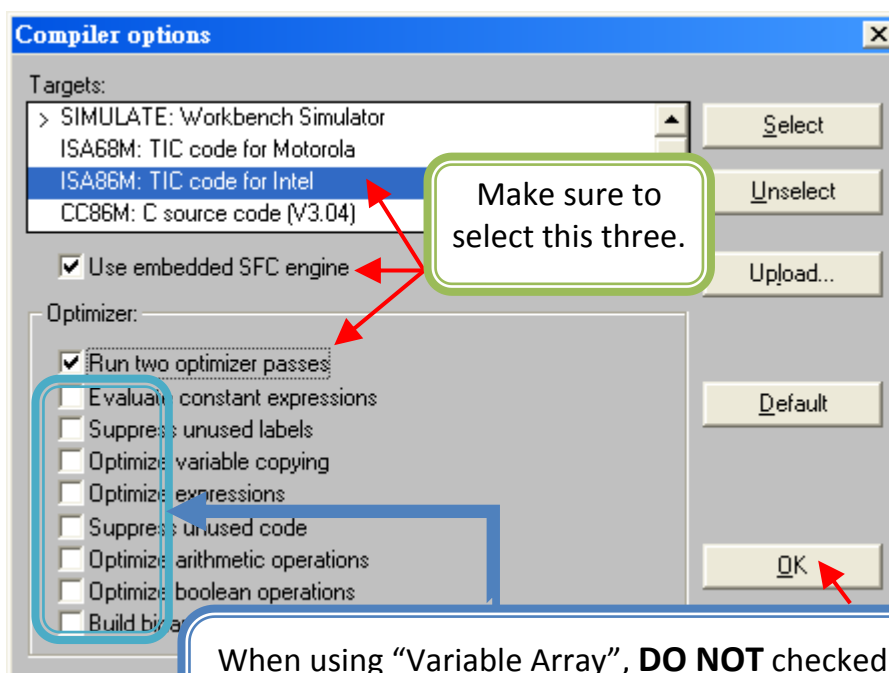 Compiler options
Targets:
> SIMULATE: Workbench Simulator
ISA68M: TIC code for Motorola
ISA86M: TIC code for Intel
CC86M: C source code (V3.04)
Select
Unselect
Upload...
Make sure to
select this three.
Use embedded SFC engine
Optimizer:
Run two optimizer passes
Evaluate constant expressions
Suppress unused labels
Optimize variable copying
Optimize expressions
Suppress unused code
Optimize arithmetic operations
Optimize boolean operations
Build
Default
OK
When using “Variable Array”, DO NOT checked